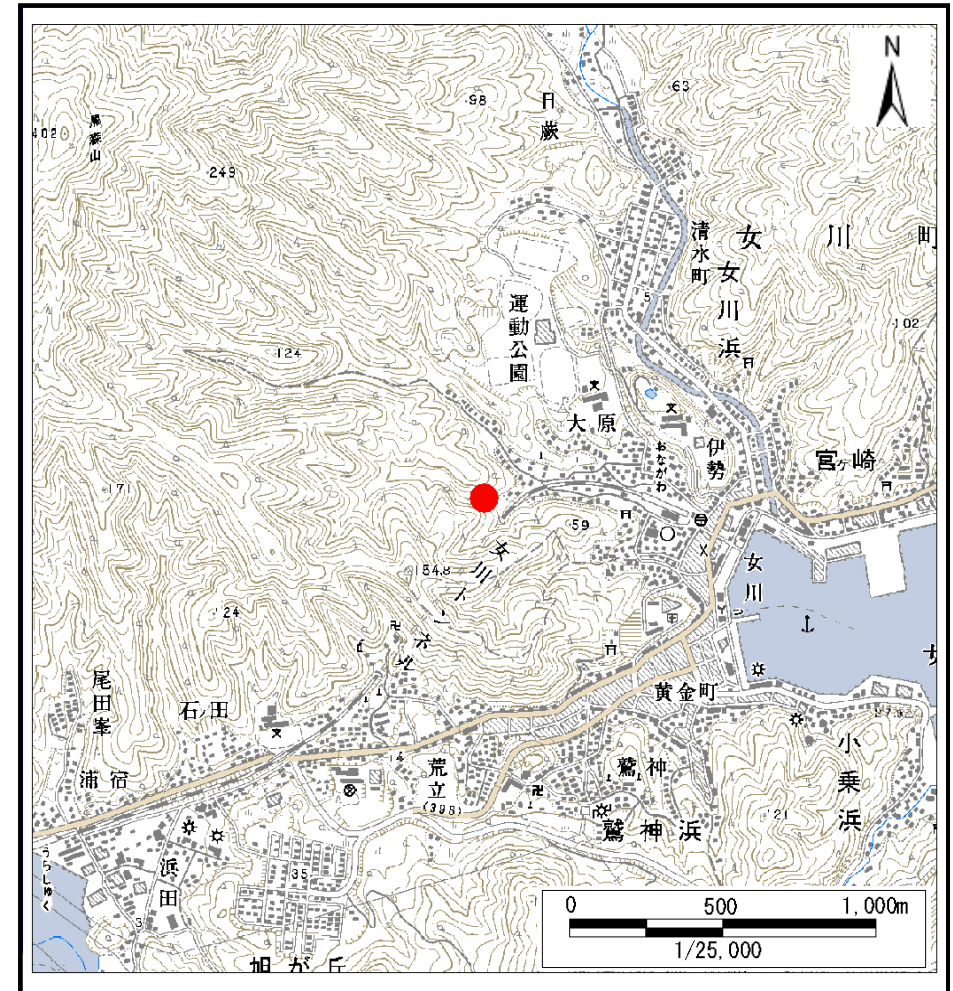 N
98
63
日蕨
黒森山
402
249
清水町
女川町
女川浜
5
運動公園
102
124
大原
おながわ
伊勢
宮ヶ崎
171
59
女川トンネル
154.8
女川
124
尾田峯
石ノ田
黄金町
浦宿
14
荒立
(398)
鷲神
小乗浜
鷲神浜
121
うらしゅく
浜田
35
3
旭が丘
0 500 1,000m
1/25,000